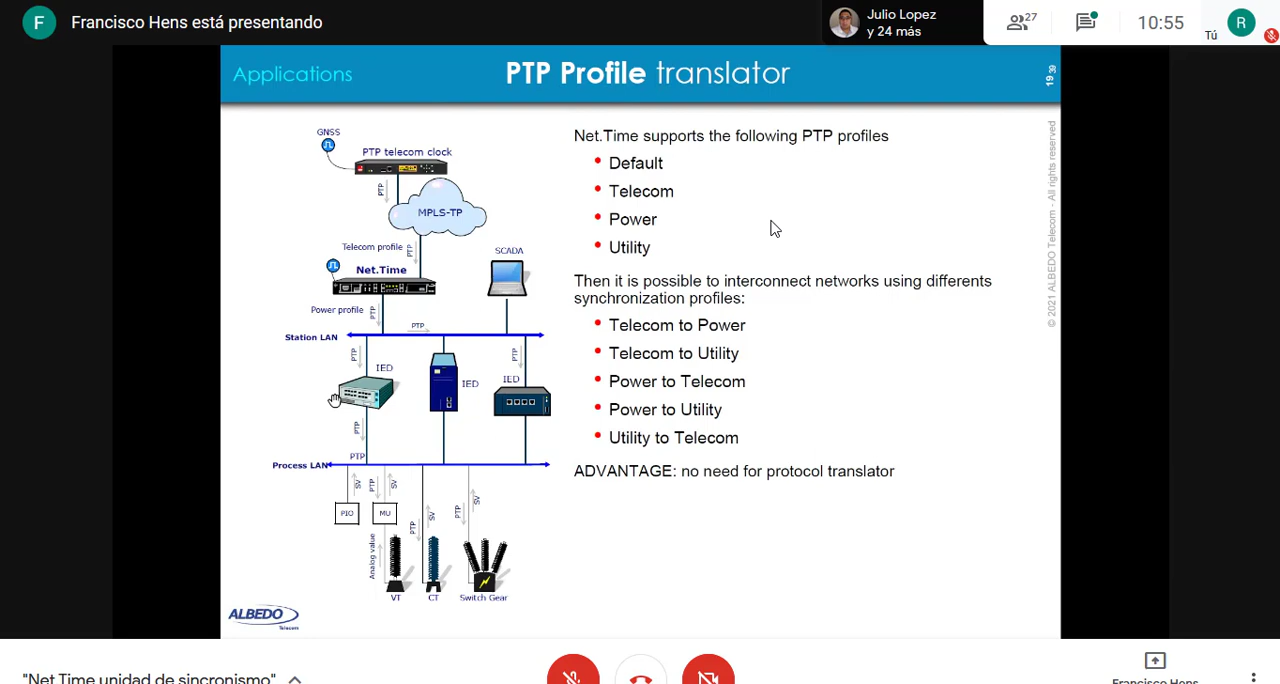 F
Francisco Hens está presentando
Julio Lopez
y 24 más
27
10:55
Tú
R
Applications
PTP Profile translator
19 39
© 2021 ALBEDO Telecom - All rights reserved
GNSS
PTP telecom clock
PTP
MPLS-TP
Telecom profile
PTP
Net.Time
SCADA
Power profile
PTP
PTP
Station LAN
PTP
IED
IED
PTP
IED
PTP
PTP
Process LAN
SV
PTP
SV
PTP
SV
PTP
SV
PIO
MU
Analog value
VT
CT
Switch Gear
ALBEDO
Telecom
Net.Time supports the following PTP profiles
• Default
• Telecom
• Power
• Utility
Then it is possible to interconnect networks using differents
synchronization profiles:
• Telecom to Power
• Telecom to Utility
• Power to Telecom
• Power to Utility
• Utility to Telecom
ADVANTAGE: no need for protocol translator
"Net.Time unidad de sincronismo"
Francisco Hens